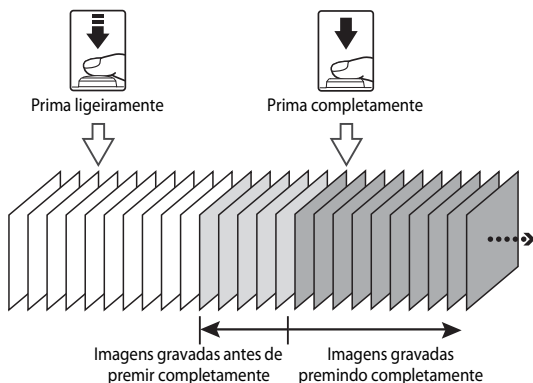 Prima ligeiramente
Prima completamente
Imagens gravadas antes de
premir completamente
Imagens gravadas
premindo completamente